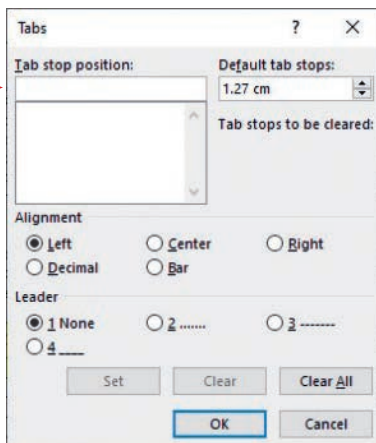 Tabs ? X
Tab stop position: Default tab stops:
1.27 cm
Tab stops to be cleared:
Alignment
Left Center Right
Decimal Bar
Leader
1 None 2 ....... 3 -------
4 ____
Set Clear Clear All
OK Cancel